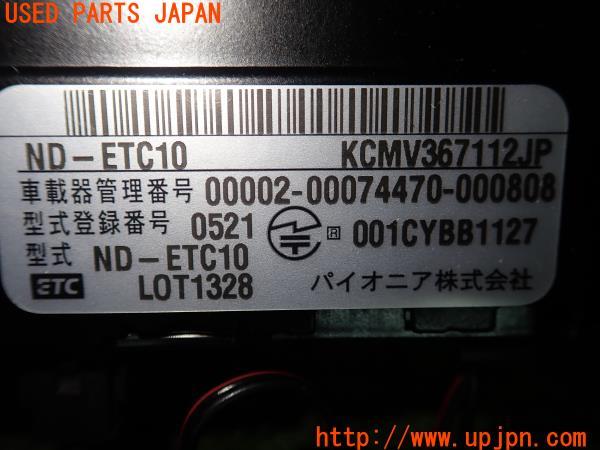 USED PARTS JAPAN
ND-ETC10 KCMV367112JP
車載器管理番号 00002-00074470-000808
型式登録番号 0521 R 001CYBB1127
型式 ND-ETC10
ETC LOT1328 パイオニア株式会社
http://www.upjpn.com/